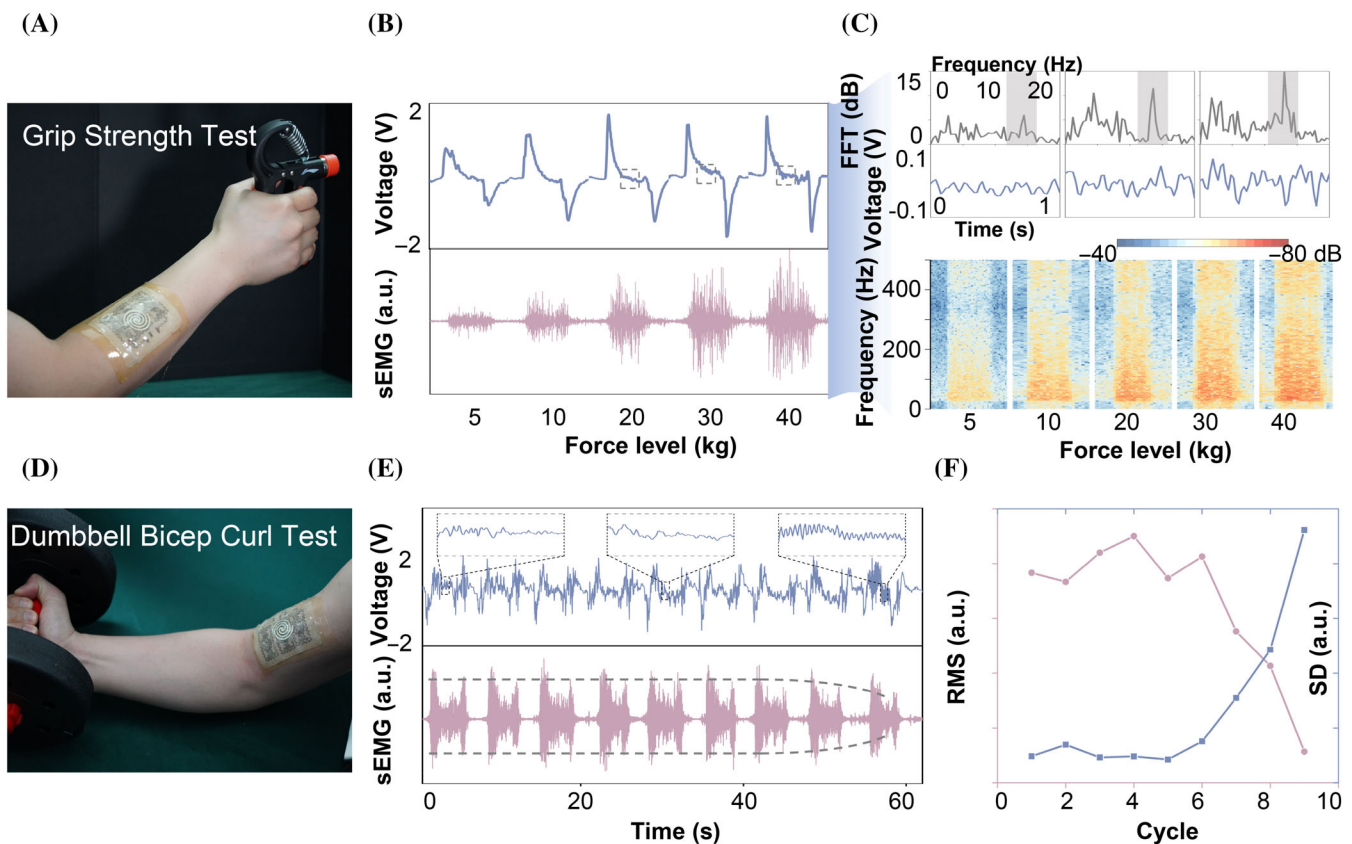 (A)
Grip Strength Test
(B)
Voltage (V)
2
−2
sEMG (a.u.)
5 10 20 30 40
Force level (kg)
(C)
Frequency (Hz)
FFT (dB)
15
0
0 10 20
Voltage (V)
0.1
-0.1
0 1
Time (s)
−40 −80 dB
Frequency (Hz)
400
200
0
5 10 20 30 40
Force level (kg)
(D)
Dumbbell Bicep Curl Test
(E)
Voltage (V)
2
−2
sEMG (a.u.)
0 20 40 60
Time (s)
(F)
RMS (a.u.)
SD (a.u.)
0 2 4 6 8 10
Cycle